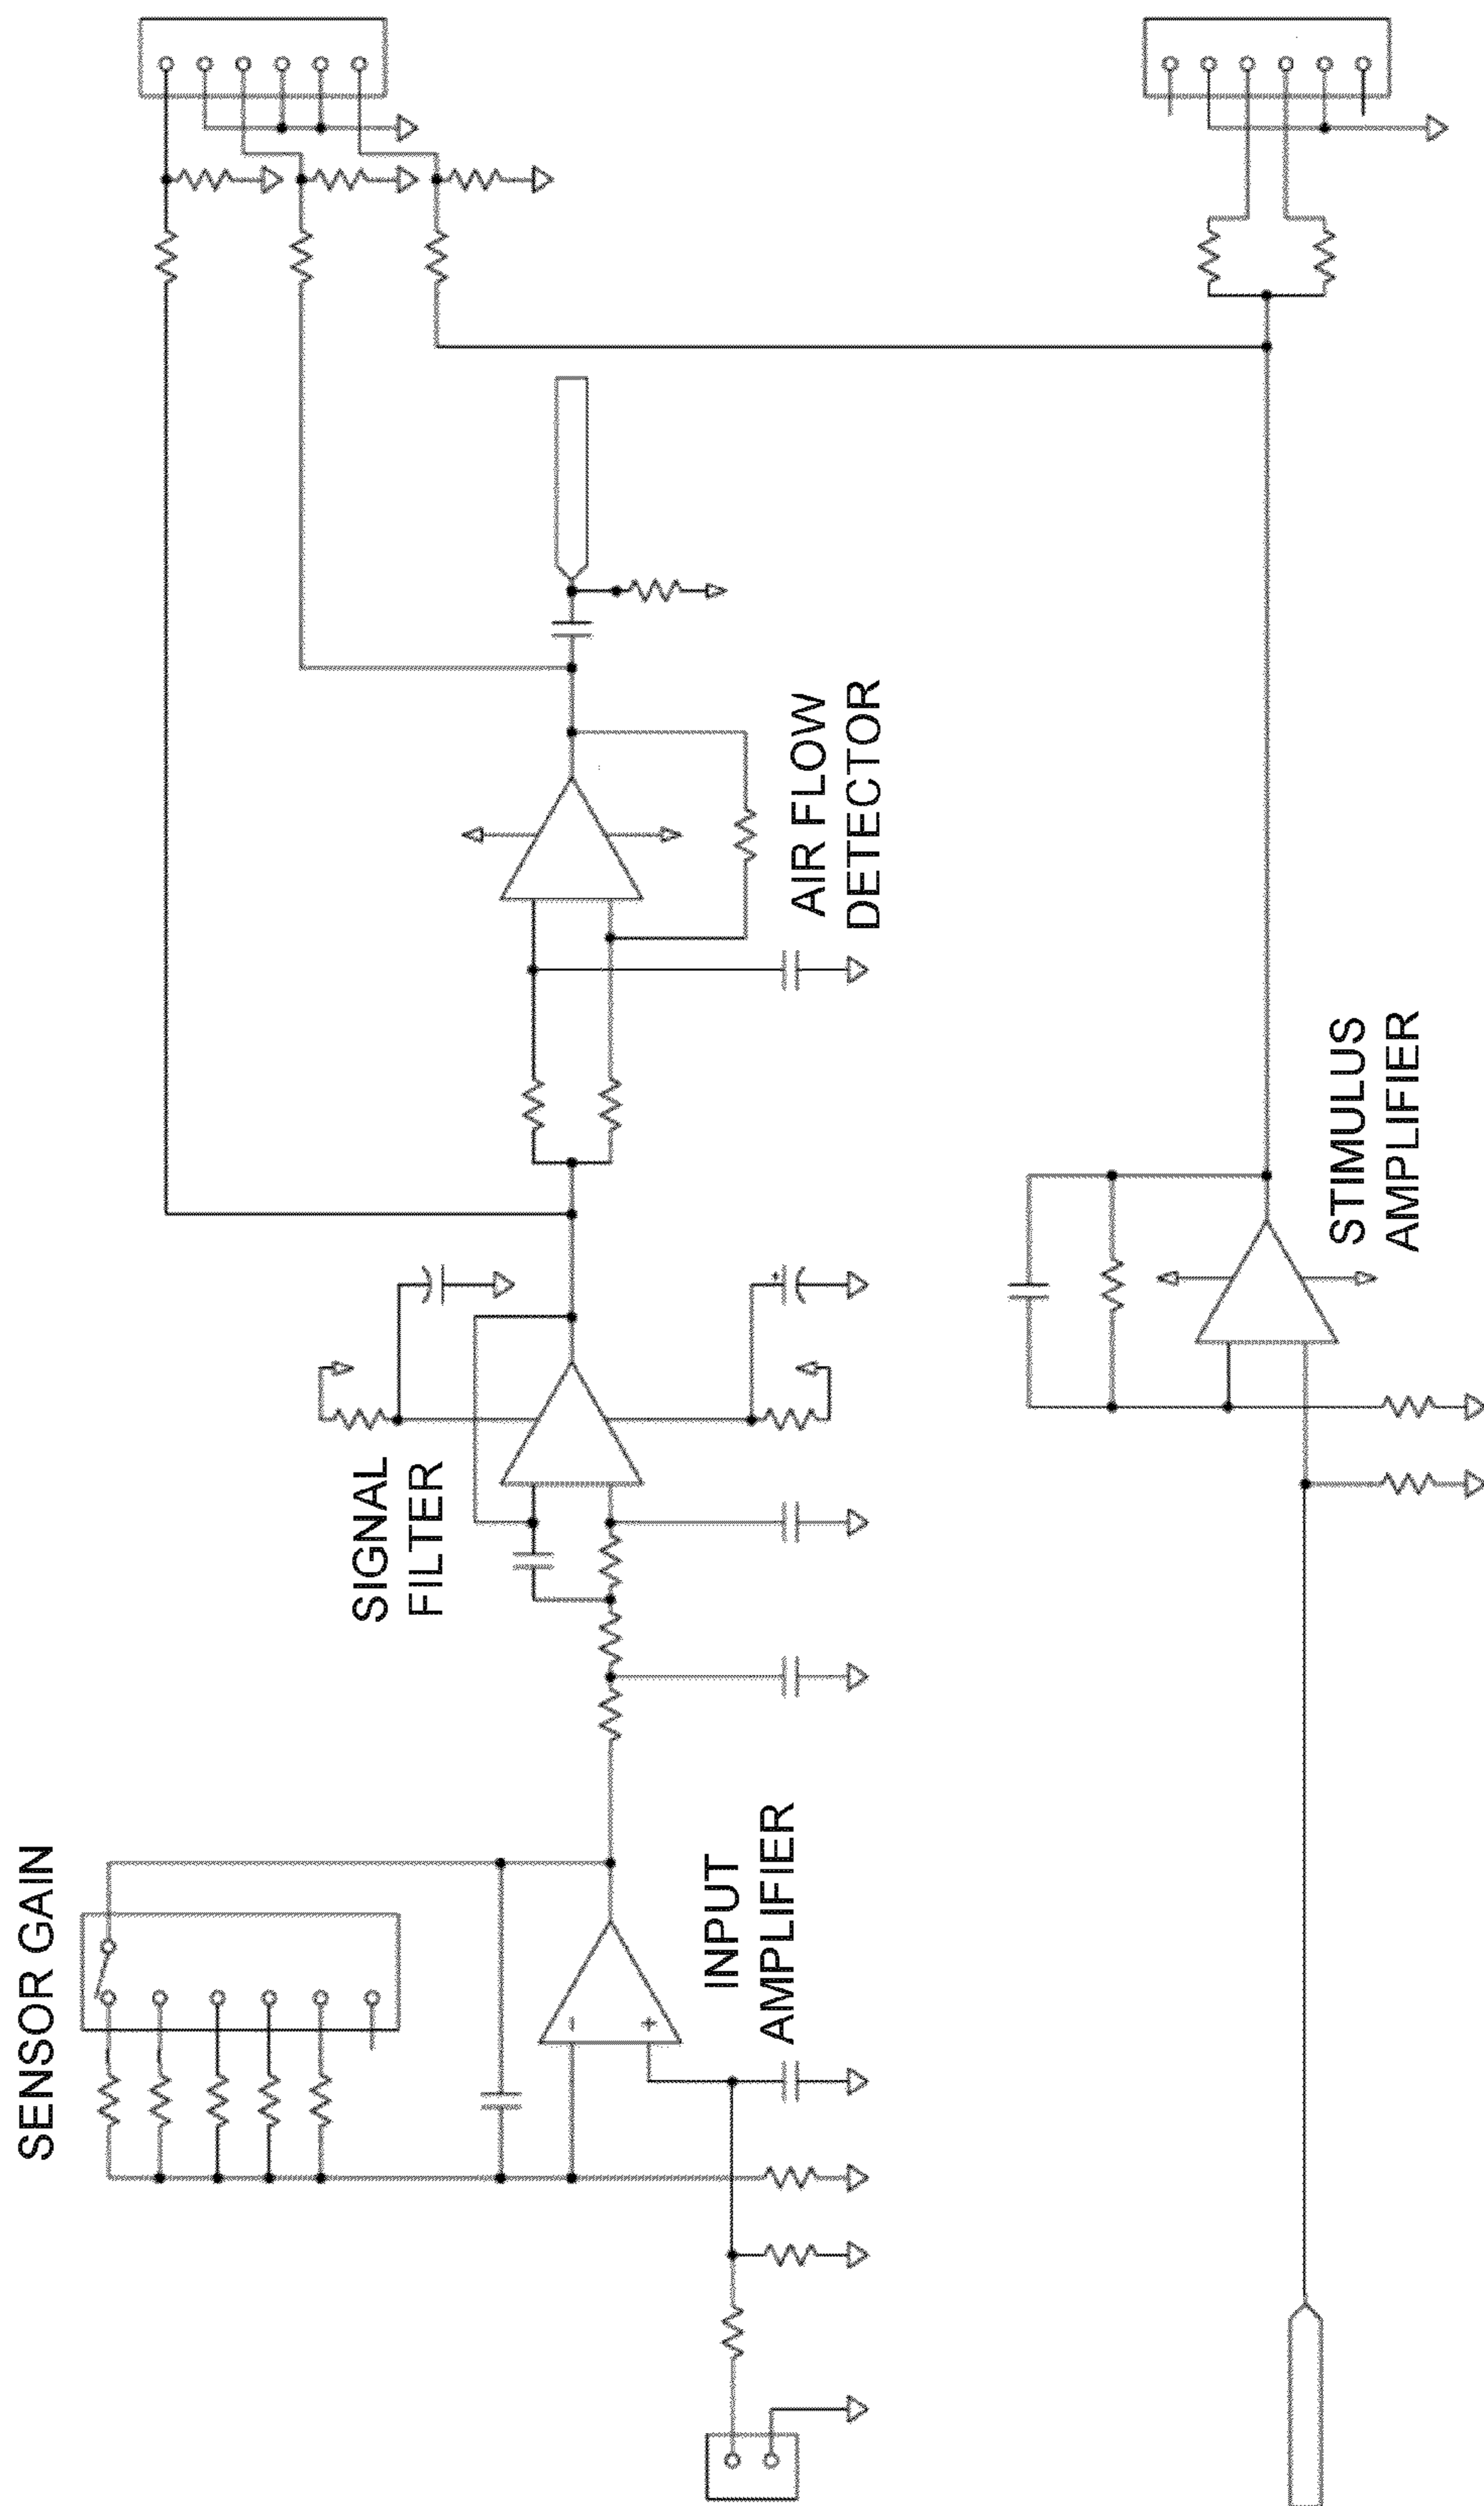 SENSOR GAIN
SIGNAL
FILTER
AIR FLOW
DETECTOR
INPUT
AMPLIFIER
-
+
+
STIMULUS
AMPLIFIER